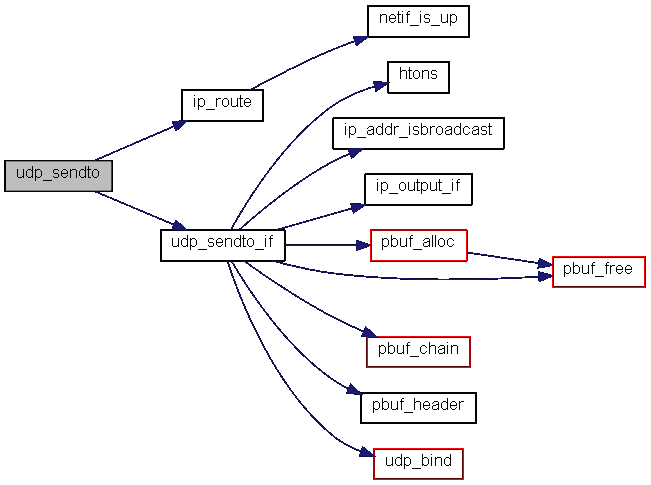 netif_is_up
htons
ip_route
ip_addr_isbroadcast
udp_sendto
ip_output_if
udp_sendto_if
pbuf_alloc
pbuf_free
pbuf_chain
pbuf_header
udp_bind